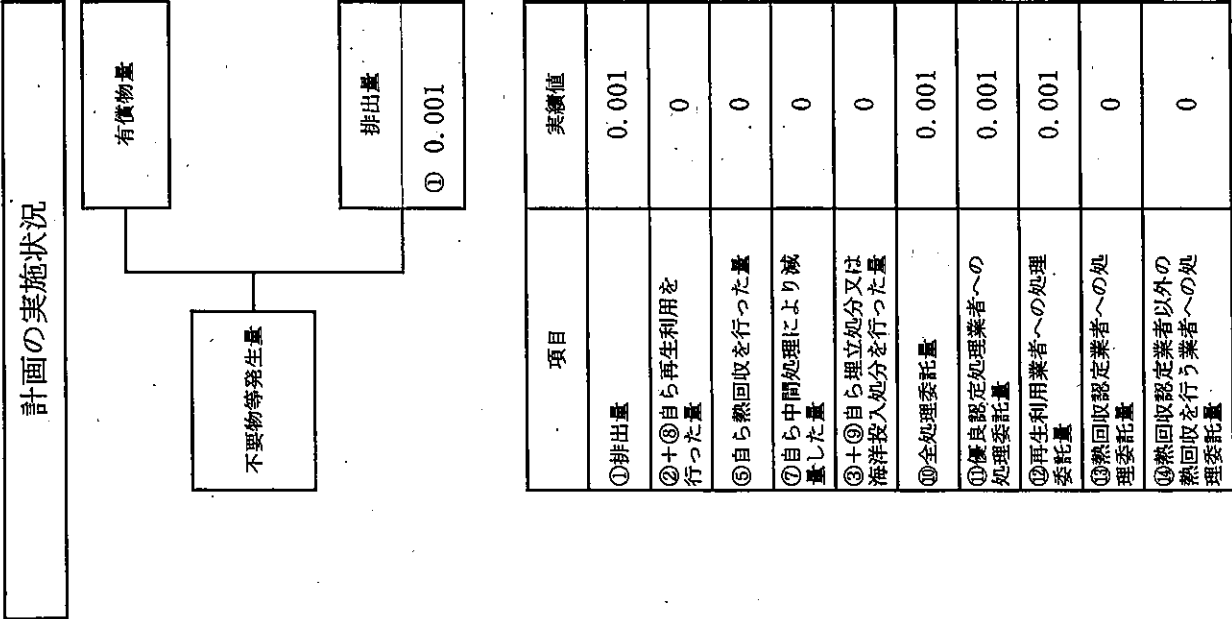 計画の実施状況
不要物等発生量
有償物量
排出量
① 0.001
項目
実績値
①排出量
0.001
②+⑧自ら再生利用を
行った量
0
⑤自ら熱回収を行った量
0
⑦自ら中間処理により減
量した量
0
③+⑨自ら埋立処分又は
海洋投入処分を行った量
0
⑩全処理委託量
0.001
⑪優良認定処理業者への
処理委託量
0.001
⑫再生利用業者への処理
委託量
0.001
⑬熱回収認定業者への処
理委託量
0
⑭熱回収認定業者以外の
熱回収を行う業者への処
理委託量
0